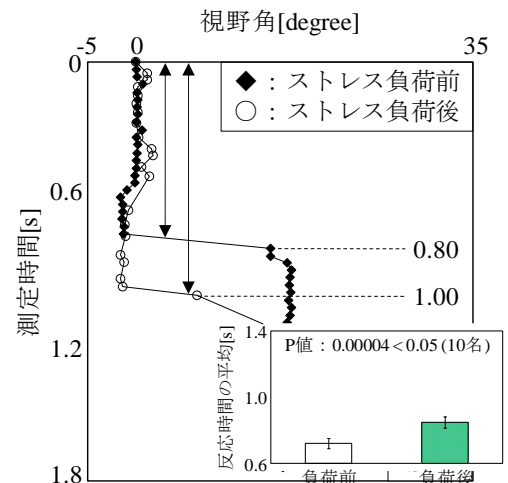 視野角[degree]
-5 0 35
0
◆：ストレス負荷前
○：ストレス負荷後
0.6
0.80
測定時間[s]
1.00
1.2
1.4
P値：0.00004＜0.05 (10名)
反応時間の平均[s]
1.0
0.6
負荷前 負荷後
1.8